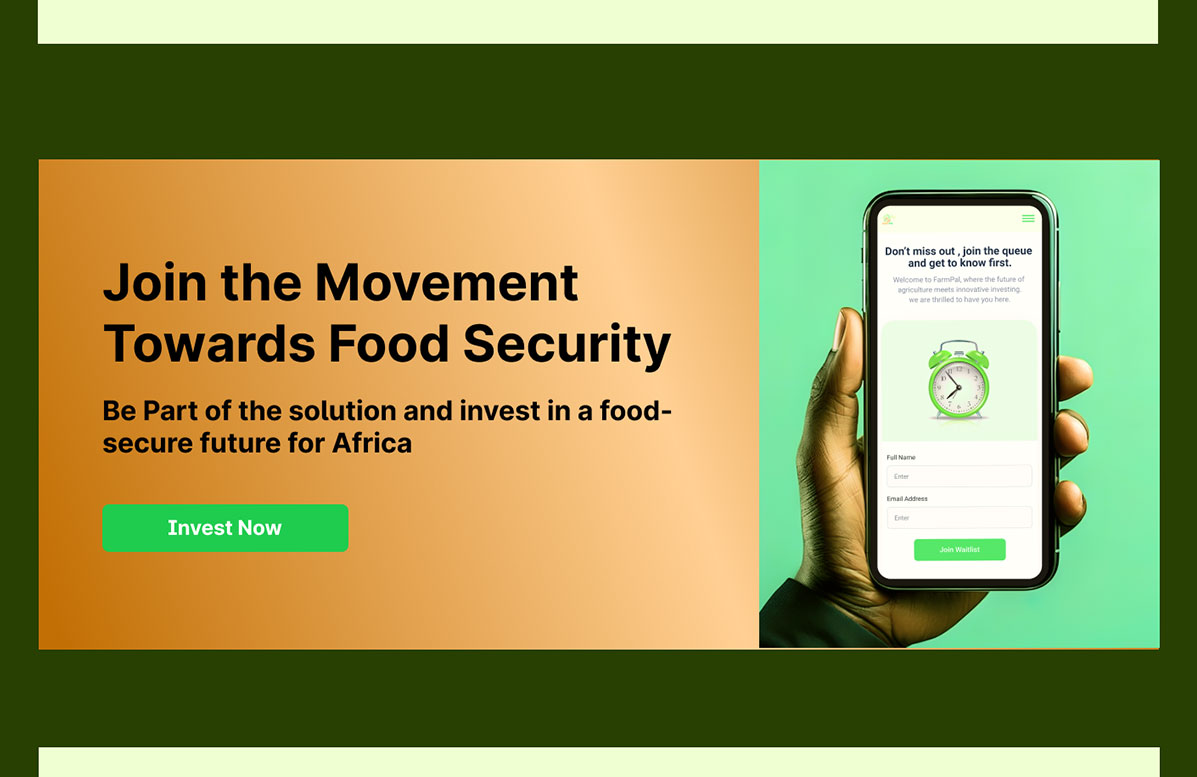 Join the Movement
Towards Food Security
Be Part of the solution and invest in a food-
secure future for Africa
Invest Now
Don't miss out , join the queue
and get to know first.
Welcome to FarmPal, where the future of
agriculture meets innovative investing.
we are thrilled to have you here.
Full Name
Enter
Email Address
Enter
Join Waitlist